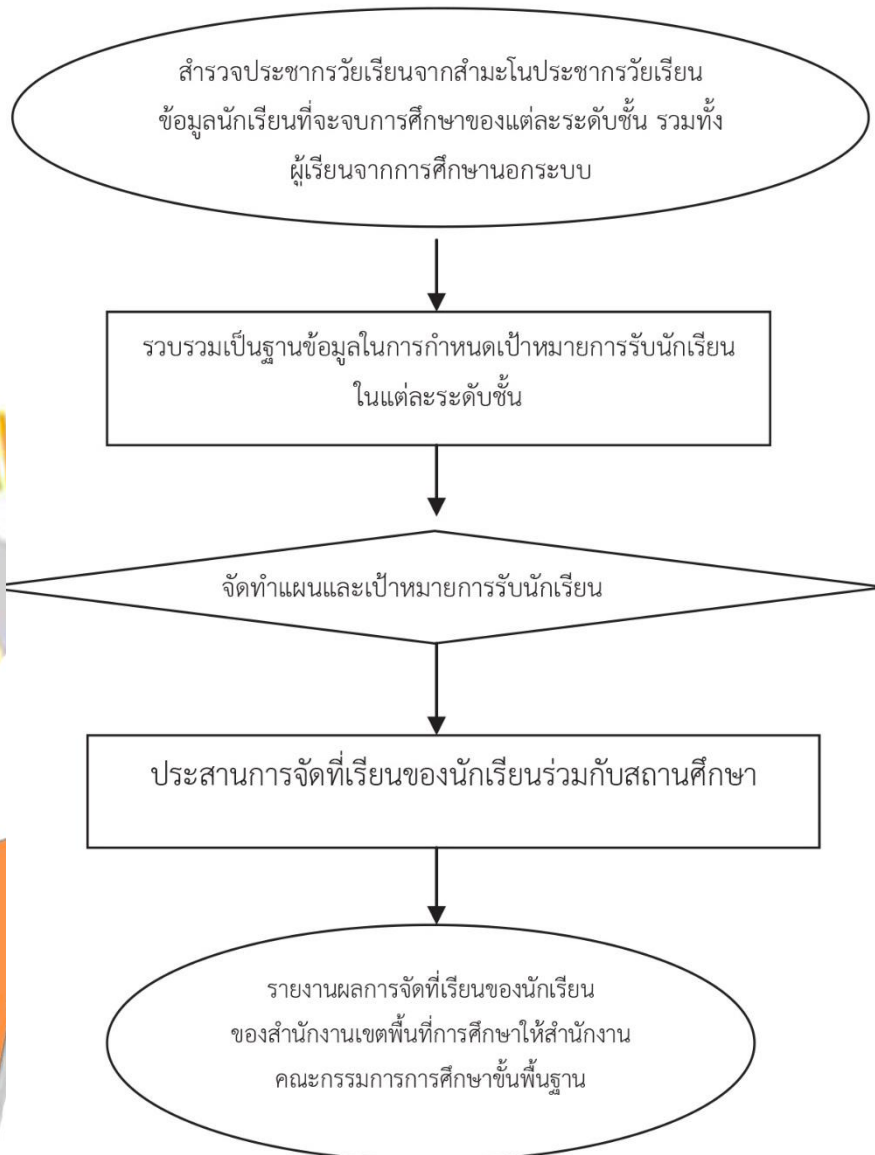 สำรวจประชากรวัยเรียนจากสำมะโนประชากรวัยเรียน
ข้อมูลนักเรียนที่จะจบการศึกษาของแต่ละระดับชั้น รวมทั้ง
ผู้เรียนจากการศึกษานอกระบบ
รวบรวมเป็นฐานข้อมูลในการกำหนดเป้าหมายการรับนักเรียน
ในแต่ละระดับชั้น
จัดทำแผนและเป้าหมายการรับนักเรียน
ประสานการจัดที่เรียนของนักเรียนร่วมกับสถานศึกษา
รายงานผลการจัดที่เรียนของนักเรียน
ของสำนักงานเขตพื้นที่การศึกษาให้สำนักงาน
คณะกรรมการการศึกษาขั้นพื้นฐาน